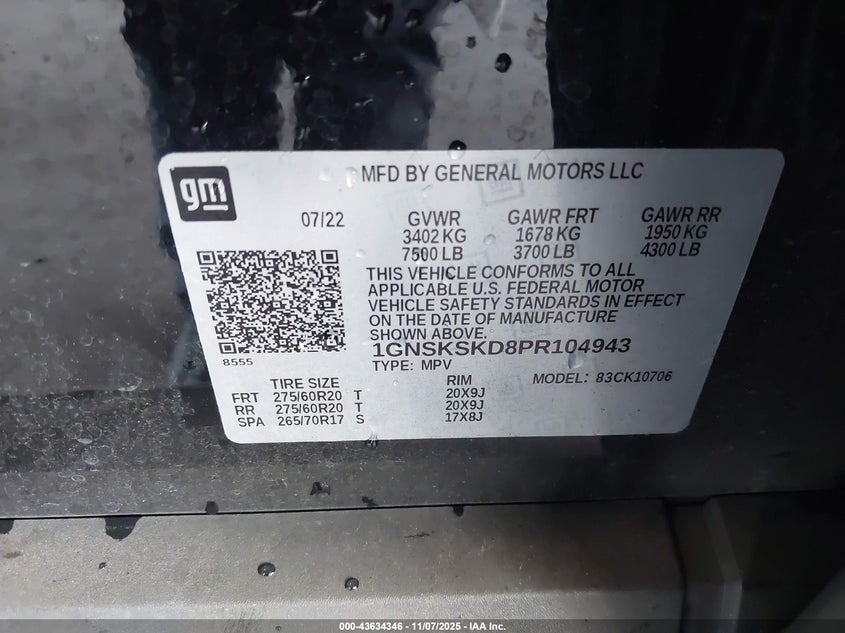 gm
MFD BY GENERAL MOTORS LLC
07/22 GVWR GAWR FRT GAWR RR
3402 KG 1678 KG 1950 KG
7500 LB 3700 LB 4300 LB
THIS VEHICLE CONFORMS TO ALL
APPLICABLE U.S. FEDERAL MOTOR
VEHICLE SAFETY STANDARDS IN EFFECT
ON THE DATE OF MANUFACTURE
SHOWN ABOVE.
8555
1GNSKSKD8PR104943
TYPE: MPV
MODEL: 83CK10706
TIRE SIZE RIM
FRT 275/60R20 T 20X9J
RR 275/60R20 T 20X9J
SPA 265/70R17 S 17X8J
000-43634346 - 11/07/2025 - IAA Inc.